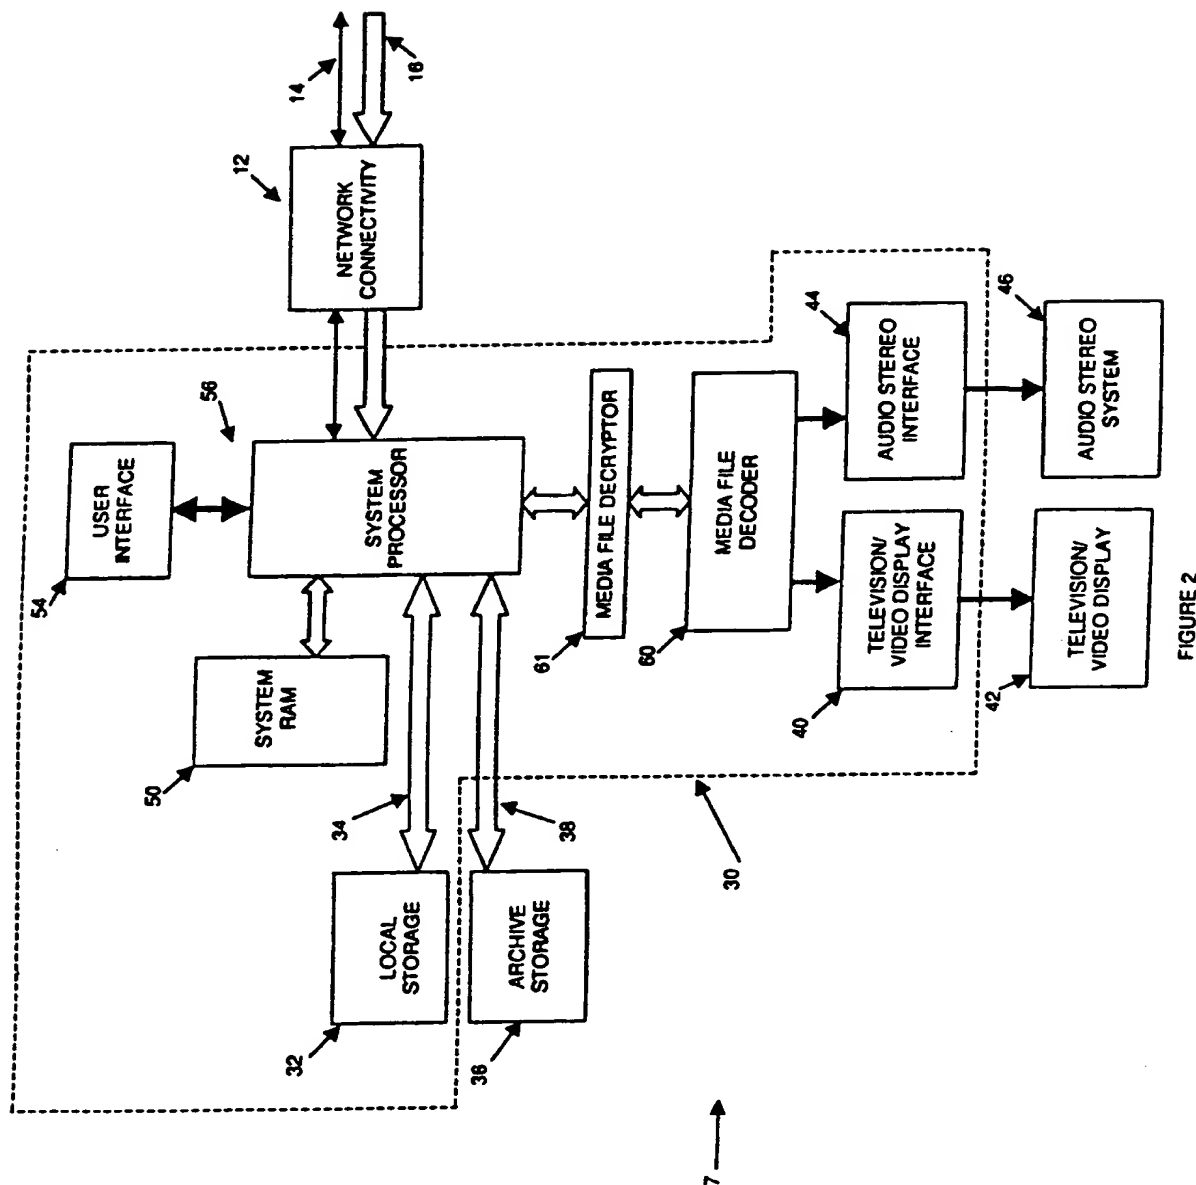 14
16
12
NETWORK
CONNECTIVITY
56
54
USER
INTERFACE
SYSTEM
PROCESSOR
50
SYSTEM
RAM
34
38
32
LOCAL
STORAGE
36
ARCHIVE
STORAGE
30
61
MEDIA FILE DECRYPTOR
60
MEDIA FILE
DECODER
44
AUDIO STEREO
INTERFACE
46
AUDIO STEREO
SYSTEM
40
TELEVISION/
VIDEO DISPLAY
INTERFACE
42
TELEVISION/
VIDEO DISPLAY
7
FIGURE 2